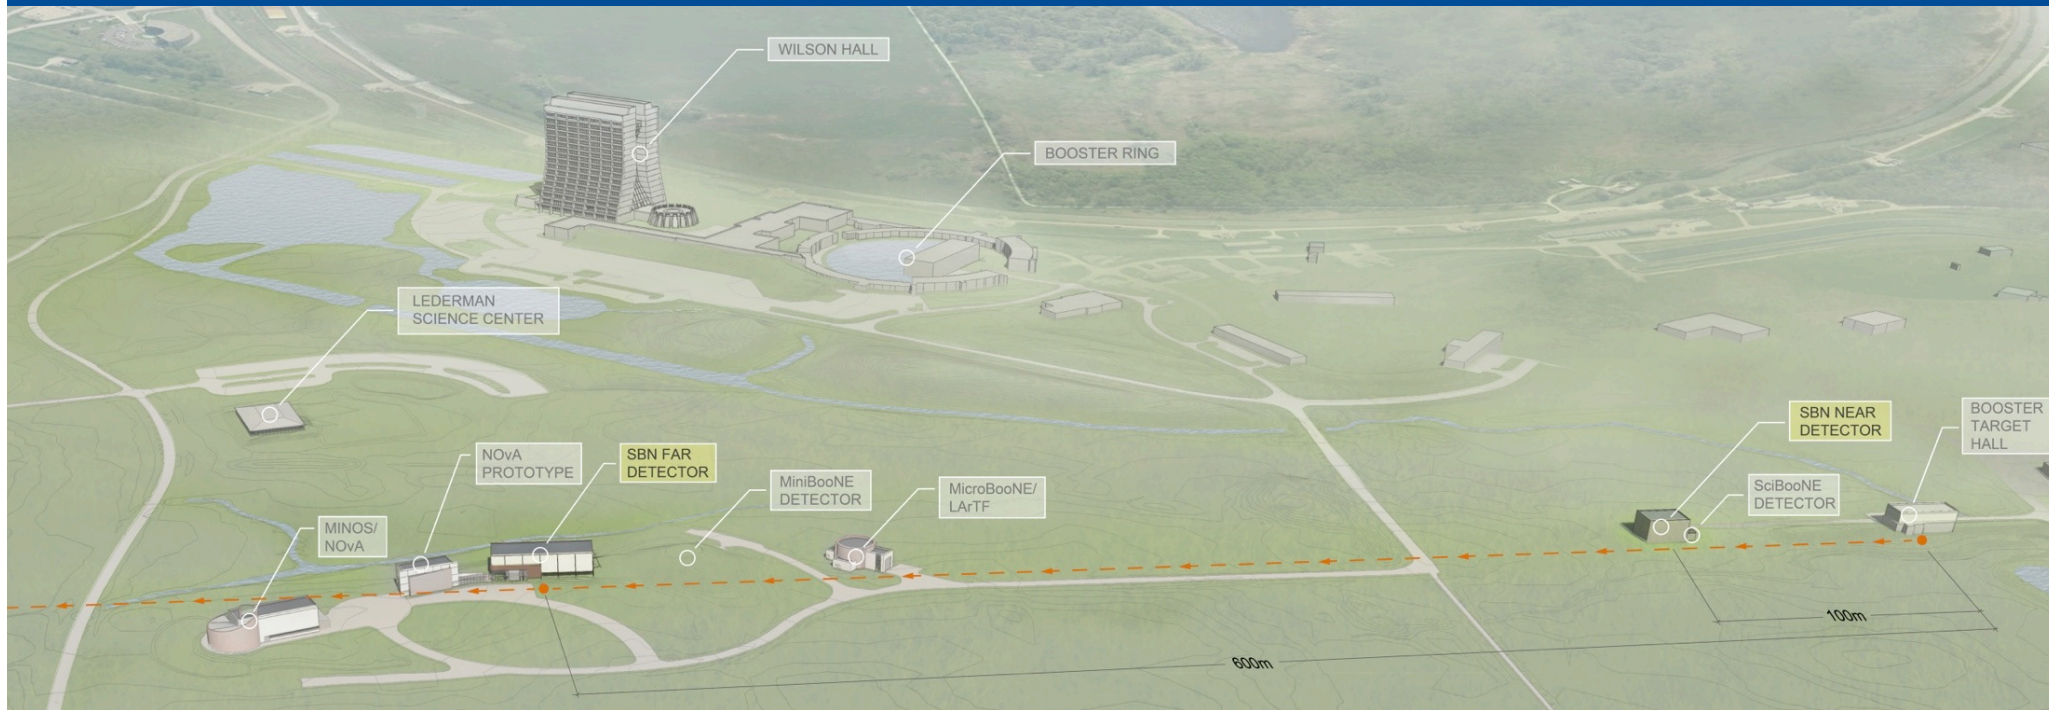 WILSON HALL
BOOSTER RING
LEDERMAN
SCIENCE CENTER
SBN NEAR
DETECTOR
BOOSTER
TARGET
HALL
NOvA
PROTOTYPE
SBN FAR
DETECTOR
MiniBooNE
DETECTOR
MicroBooNE/
LArTF
SciBooNE
DETECTOR
MINOS/
NOvA
100m
600m